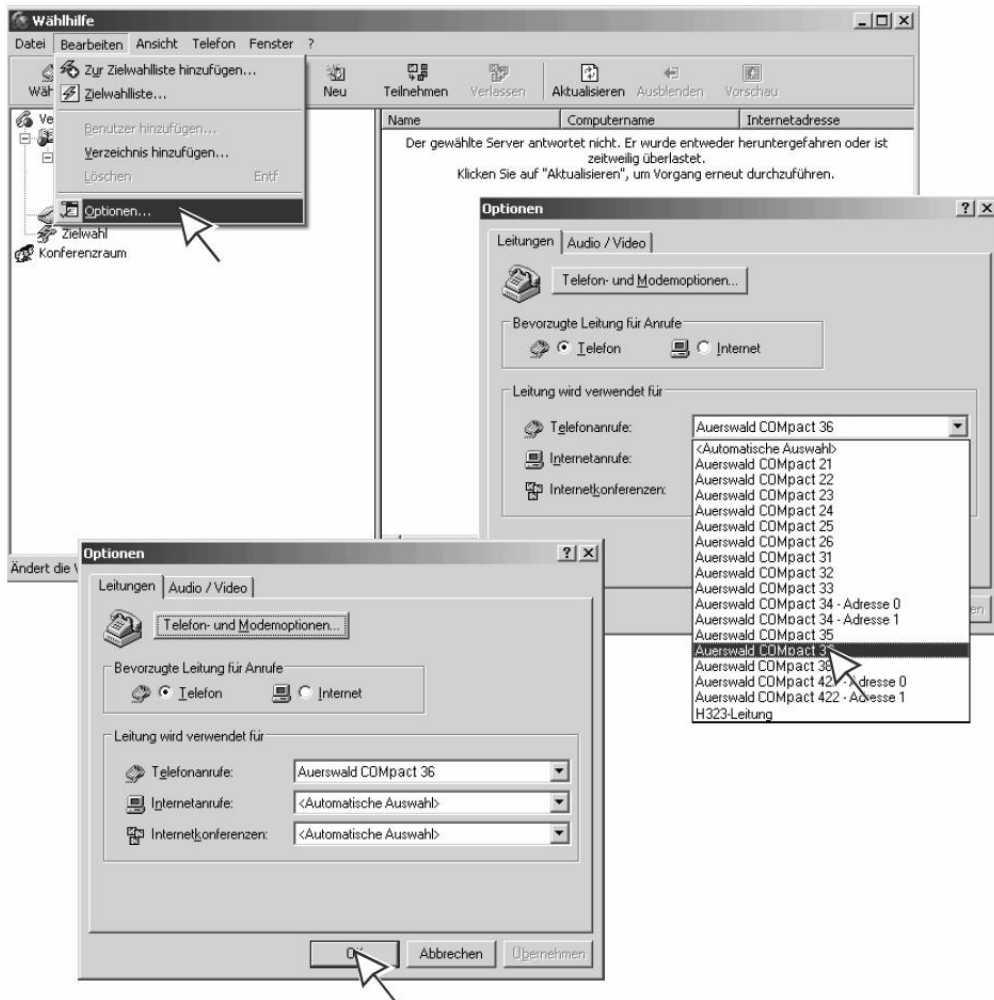 Wählhilfe
Datei Bearbeiten Ansicht Telefon Fenster ?
Neu Teilnehmen Verlassen Aktualisieren Ausblenden Vorschau
Zur Zielwahlliste hinzufügen...
Zielwahlliste...
Benutzer hinzufügen...
Verzeichnis hinzufügen...
Löschen Entf
Optionen...
Zielwahl
Konferenzraum
Name Computername Internetadresse
Der gewählte Server antwortet nicht. Er wurde entweder heruntergefahren oder ist
zeitweilig überlastet.
Klicken Sie auf "Aktualisieren", um Vorgang erneut durchzuführen.
Ändert die
Optionen
Leitungen Audio / Video
Telefon- und Modemoptionen...
Bevorzugte Leitung für Anrufe
Telefon Internet
Leitung wird verwendet für
Telefonanrufe: Auerswald COMpact 36
Internetanrufe:
Internetkonferenzen:
<Automatische Auswahl>
Auerswald COMpact 21
Auerswald COMpact 22
Auerswald COMpact 23
Auerswald COMpact 24
Auerswald COMpact 25
Auerswald COMpact 26
Auerswald COMpact 31
Auerswald COMpact 32
Auerswald COMpact 33
Auerswald COMpact 34 - Adresse 0
Auerswald COMpact 34 - Adresse 1
Auerswald COMpact 35
Auerswald COMpact
Auerswald COMpact 38
Auerswald COMpact
Auerswald COMpact 422 - Adresse 1
H323-Leitung
Optionen
Leitungen Audio / Video
Telefon- und Modemoptionen...
Bevorzugte Leitung für Anrufe
Telefon Internet
Leitung wird verwendet für
Telefonanrufe: Auerswald COMpact 36
Internetanrufe: <Automatische Auswahl>
Internetkonferenzen: <Automatische Auswahl>
OK Abbrechen Übernehmen